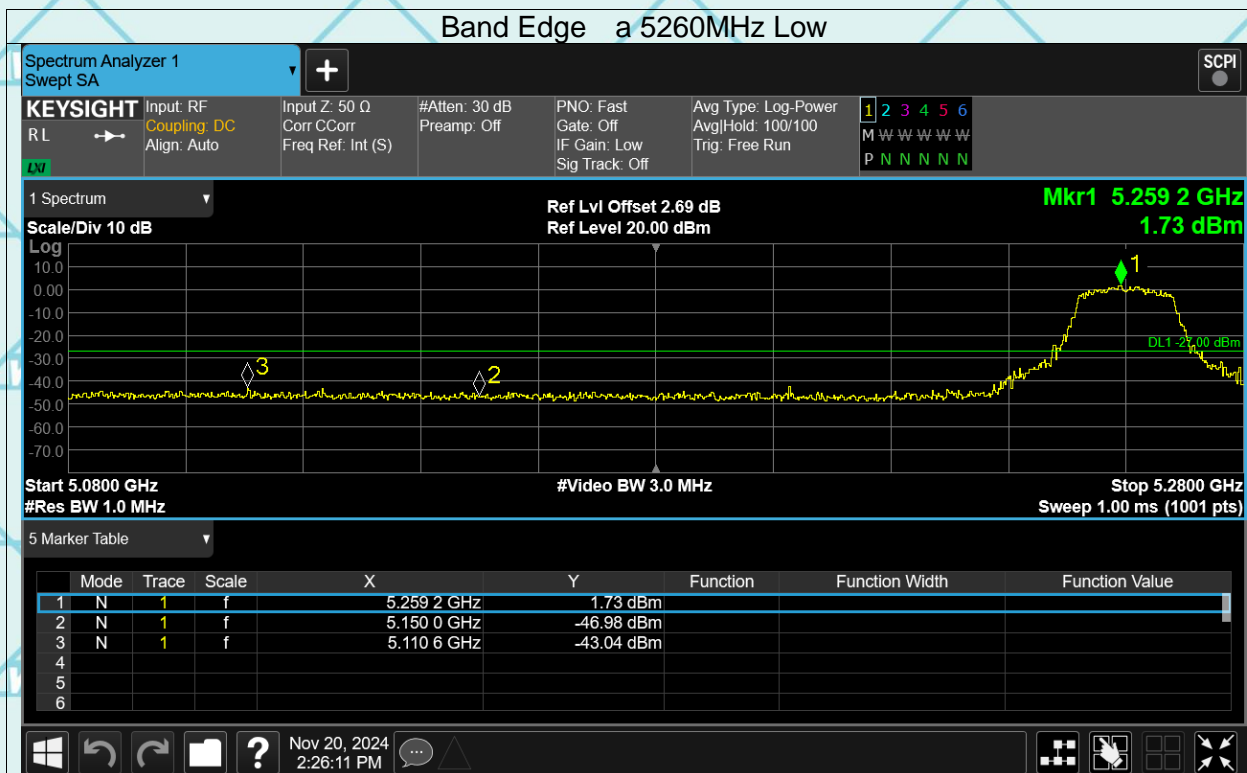 Band Edge a 5260MHz Low
Spectrum Analyzer 1
Swept SA
SCPI
KEYSIGHT
R L
LXI
Input: RF
Coupling: DC
Align: Auto
Input Z: 50 Ω
Corr CCorr
Freq Ref: Int (S)
#Atten: 30 dB
Preamp: Off
PNO: Fast
Gate: Off
IF Gain: Low
Sig Track: Off
Avg Type: Log-Power
Avg|Hold: 100/100
Trig: Free Run
1 2 3 4 5 6
M W W W W W W
P N N N N N
1 Spectrum
Scale/Div 10 dB
Ref Lvl Offset 2.69 dB
Ref Level 20.00 dBm
Mkr1 5.259 2 GHz
1.73 dBm
Log
10.0
0.00
-10.0
-20.0
-30.0
-40.0
-50.0
-60.0
-70.0
1
DL1 -27.00 dBm
3
2
Start 5.0800 GHz
#Video BW 3.0 MHz
Stop 5.2800 GHz
#Res BW 1.0 MHz
Sweep 1.00 ms (1001 pts)
5 Marker Table
Mode Trace Scale X Y Function Function Width Function Value
1 N 1 f 5.259 2 GHz 1.73 dBm
2 N 1 f 5.150 0 GHz -46.98 dBm
3 N 1 f 5.110 6 GHz -43.04 dBm
4
5
6
?
Nov 20, 2024
2:26:11 PM